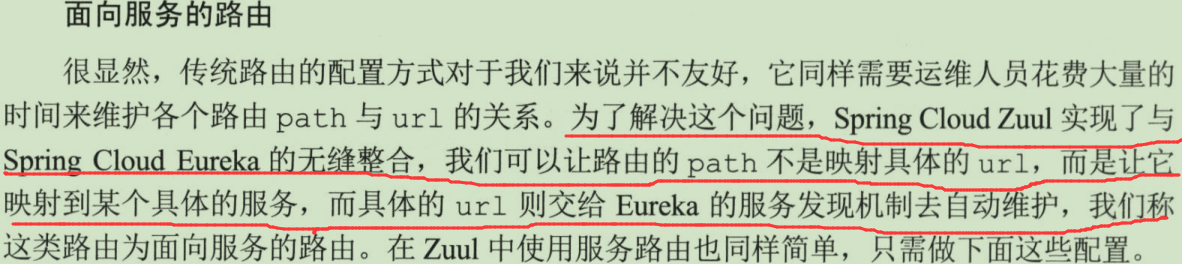 面向服务的路由
很显然，传统路由的配置方式对于我们来说并不友好，它同样需要运维人员花费大量的
时间来维护各个路由 path 与 url 的关系。为了解决这个问题，Spring Cloud Zuul 实现了与
Spring Cloud Eureka 的无缝整合，我们可以让路由的 path 不是映射具体的 url，而是让它
映射到某个具体的服务，而具体的 url 则交给 Eureka 的服务发现机制去自动维护，我们称
这类路由为面向服务的路由。在 Zuul 中使用服务路由也同样简单，只需做下面这些配置。